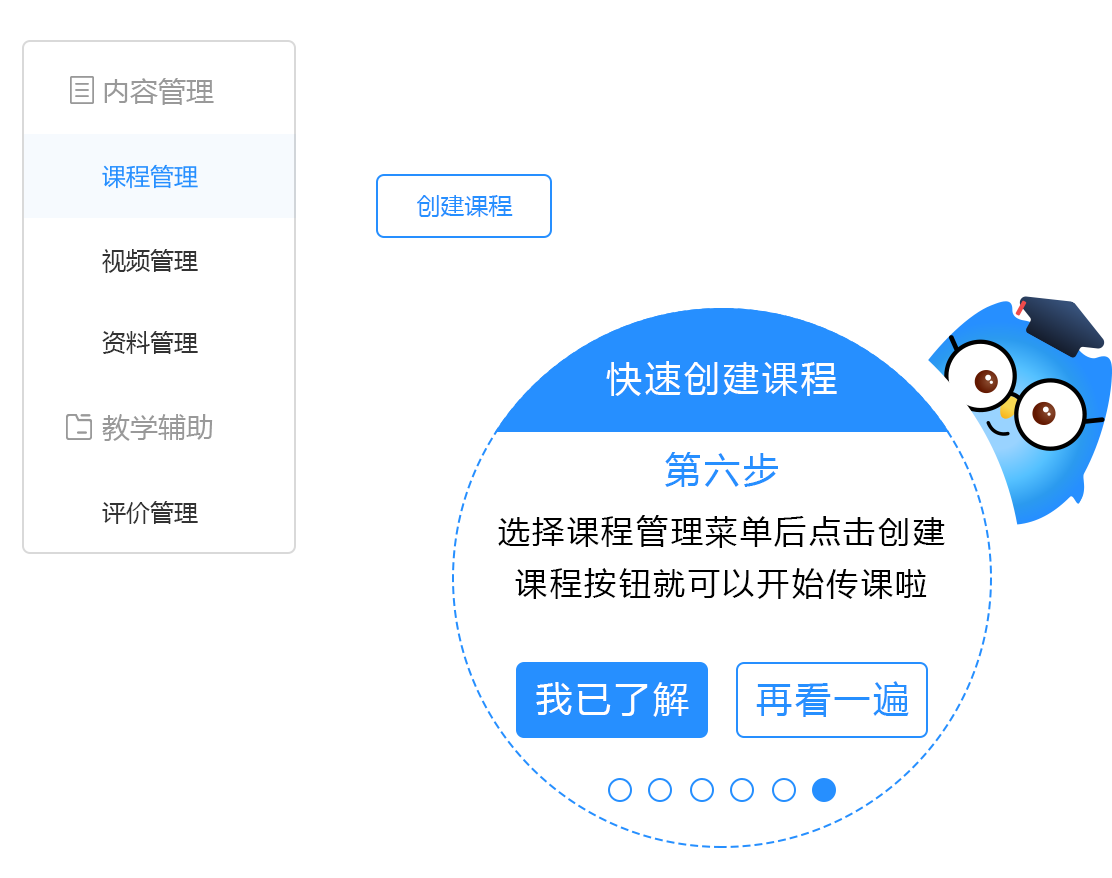 内容管理
课程管理
视频管理
资料管理
教学辅助
评价管理
创建课程
快速创建课程
第六步
选择课程管理菜单后点击创建
课程按钮就可以开始传课啦
我已了解
再看一遍